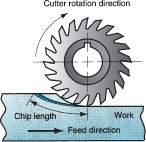 Cutter rotation direction
Chip length
Work
Feed direction